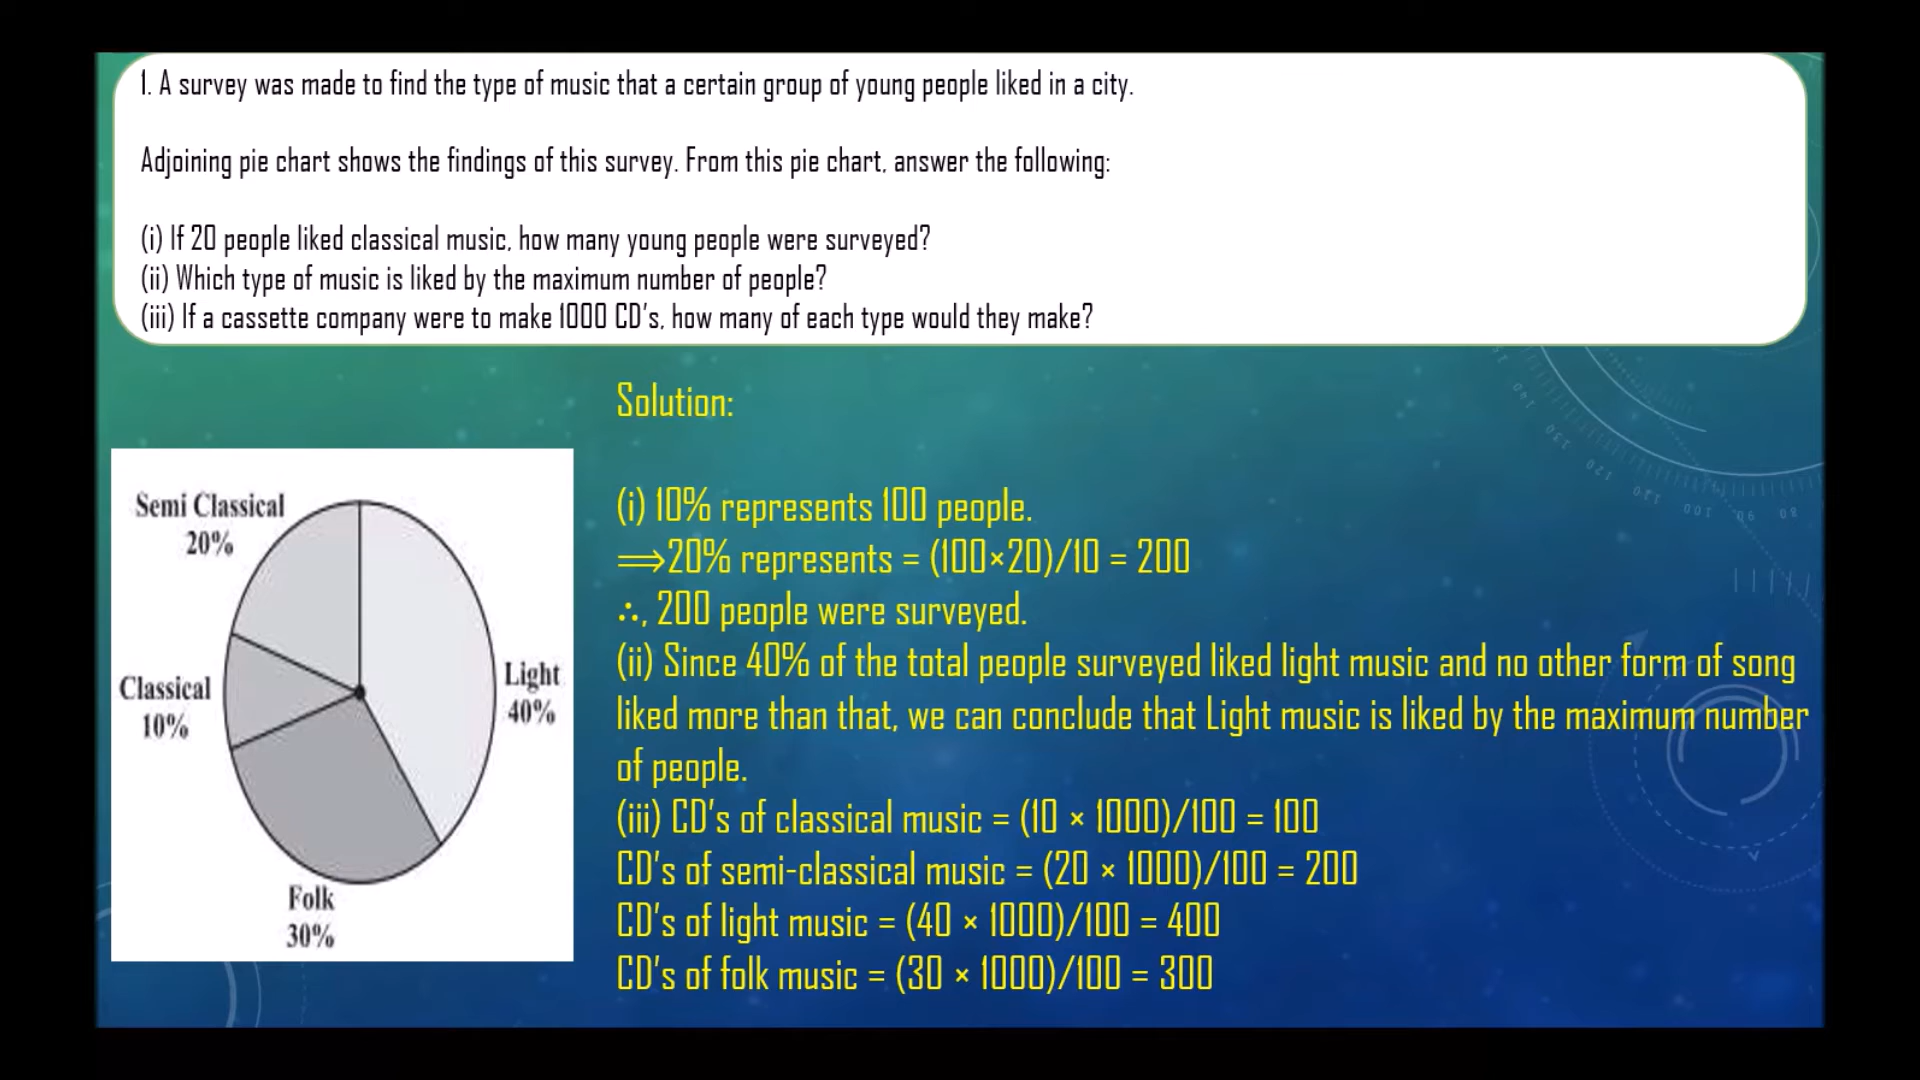 1. A survey was made to find the type of music that a certain group of young people liked in a city.
Adjoining pie chart shows the findings of this survey. From this pie chart, answer the following:
(i) If 20 people liked classical music, how many young people were surveyed?
(ii) Which type of music is liked by the maximum number of people?
(iii) If a cassette company were to make 1000 CD's, how many of each type would they make?
Semi Classical
20%
Classical
10%
Light
40%
Folk
30%
Solution:
(i) 10% represents 100 people.
⟹20% represents = (100×20)/10 = 200
∴, 200 people were surveyed.
(ii) Since 40% of the total people surveyed liked light music and no other form of song
liked more than that, we can conclude that Light music is liked by the maximum number
of people.
(iii) CD's of classical music = (10 × 1000)/100 = 100
CD's of semi-classical music = (20 × 1000)/100 = 200
CD's of light music = (40 × 1000)/100 = 400
CD's of folk music = (30 × 1000)/100 = 300
140
130
120
110
100
90
80